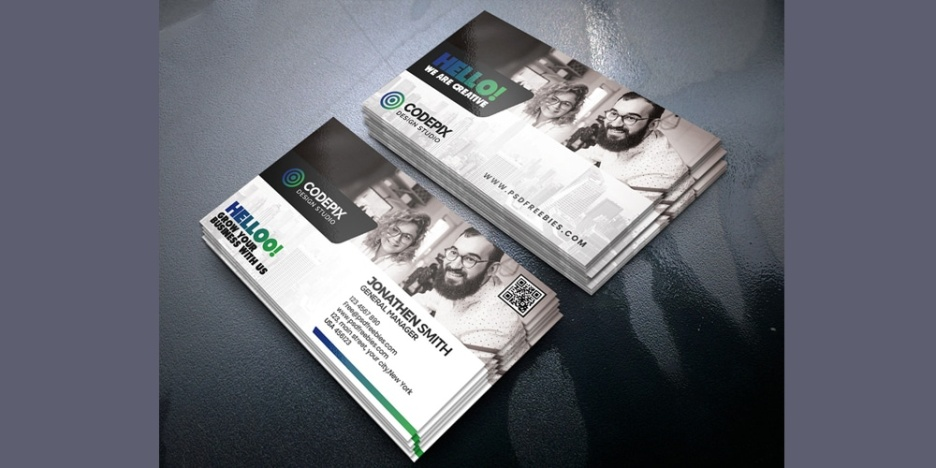 HELLO!
WE ARE CREATIVE
CODEPIX
DESIGN STUDIO
WWW.PSDFREEBIES.COM
CODEPIX
DESIGN STUDIO
HELLOO!
GROW YOUR
BUSINESS WITH US
JONATHEN SMITH
GENERAL MANAGER
123 4567 890
Free@psdfreebies.com
www.psdfreebies.com
123, main street, your city,New York
USA 456123